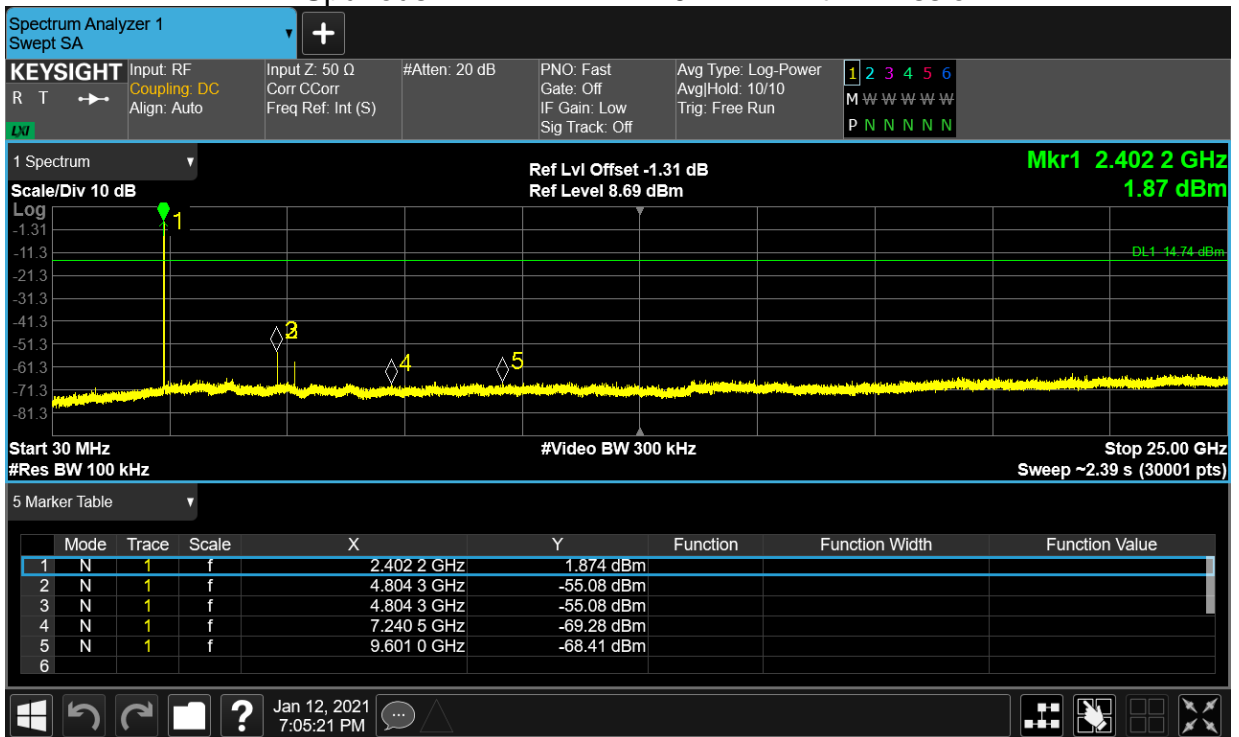 Spectrum Analyzer 1
Swept SA
+
KEYSIGHT Input: RF Input Z: 50 Ω #Atten: 20 dB PNO: Fast Avg Type: Log-Power 1 2 3 4 5 6
R T Coupling: DC Corr CCorr Gate: Off Avg|Hold: 10/10 M W W W W W
Align: Auto Freq Ref: Int (S) IF Gain: Low Trig: Free Run
LXI Sig Track: Off P N N N N N
1 Spectrum Ref Lvl Offset -1.31 dB Mkr1 2.402 2 GHz
Scale/Div 10 dB Ref Level 8.69 dBm 1.87 dBm
Log
1
-1.31
-11.3 DL1 -14.74 dBm
-21.3
-31.3
-41.3
3
-51.3
-61.3 4 5
-71.3
-81.3
Start 30 MHz #Video BW 300 kHz Stop 25.00 GHz
#Res BW 100 kHz Sweep ~2.39 s (30001 pts)
5 Marker Table
Mode Trace Scale X Y Function Function Width Function Value
1 N 1 f 2.402 2 GHz 1.874 dBm
2 N 1 f 4.804 3 GHz -55.08 dBm
3 N 1 f 4.804 3 GHz -55.08 dBm
4 N 1 f 7.240 5 GHz -69.28 dBm
5 N 1 f 9.601 0 GHz -68.41 dBm
6
? Jan 12, 2021
7:05:21 PM